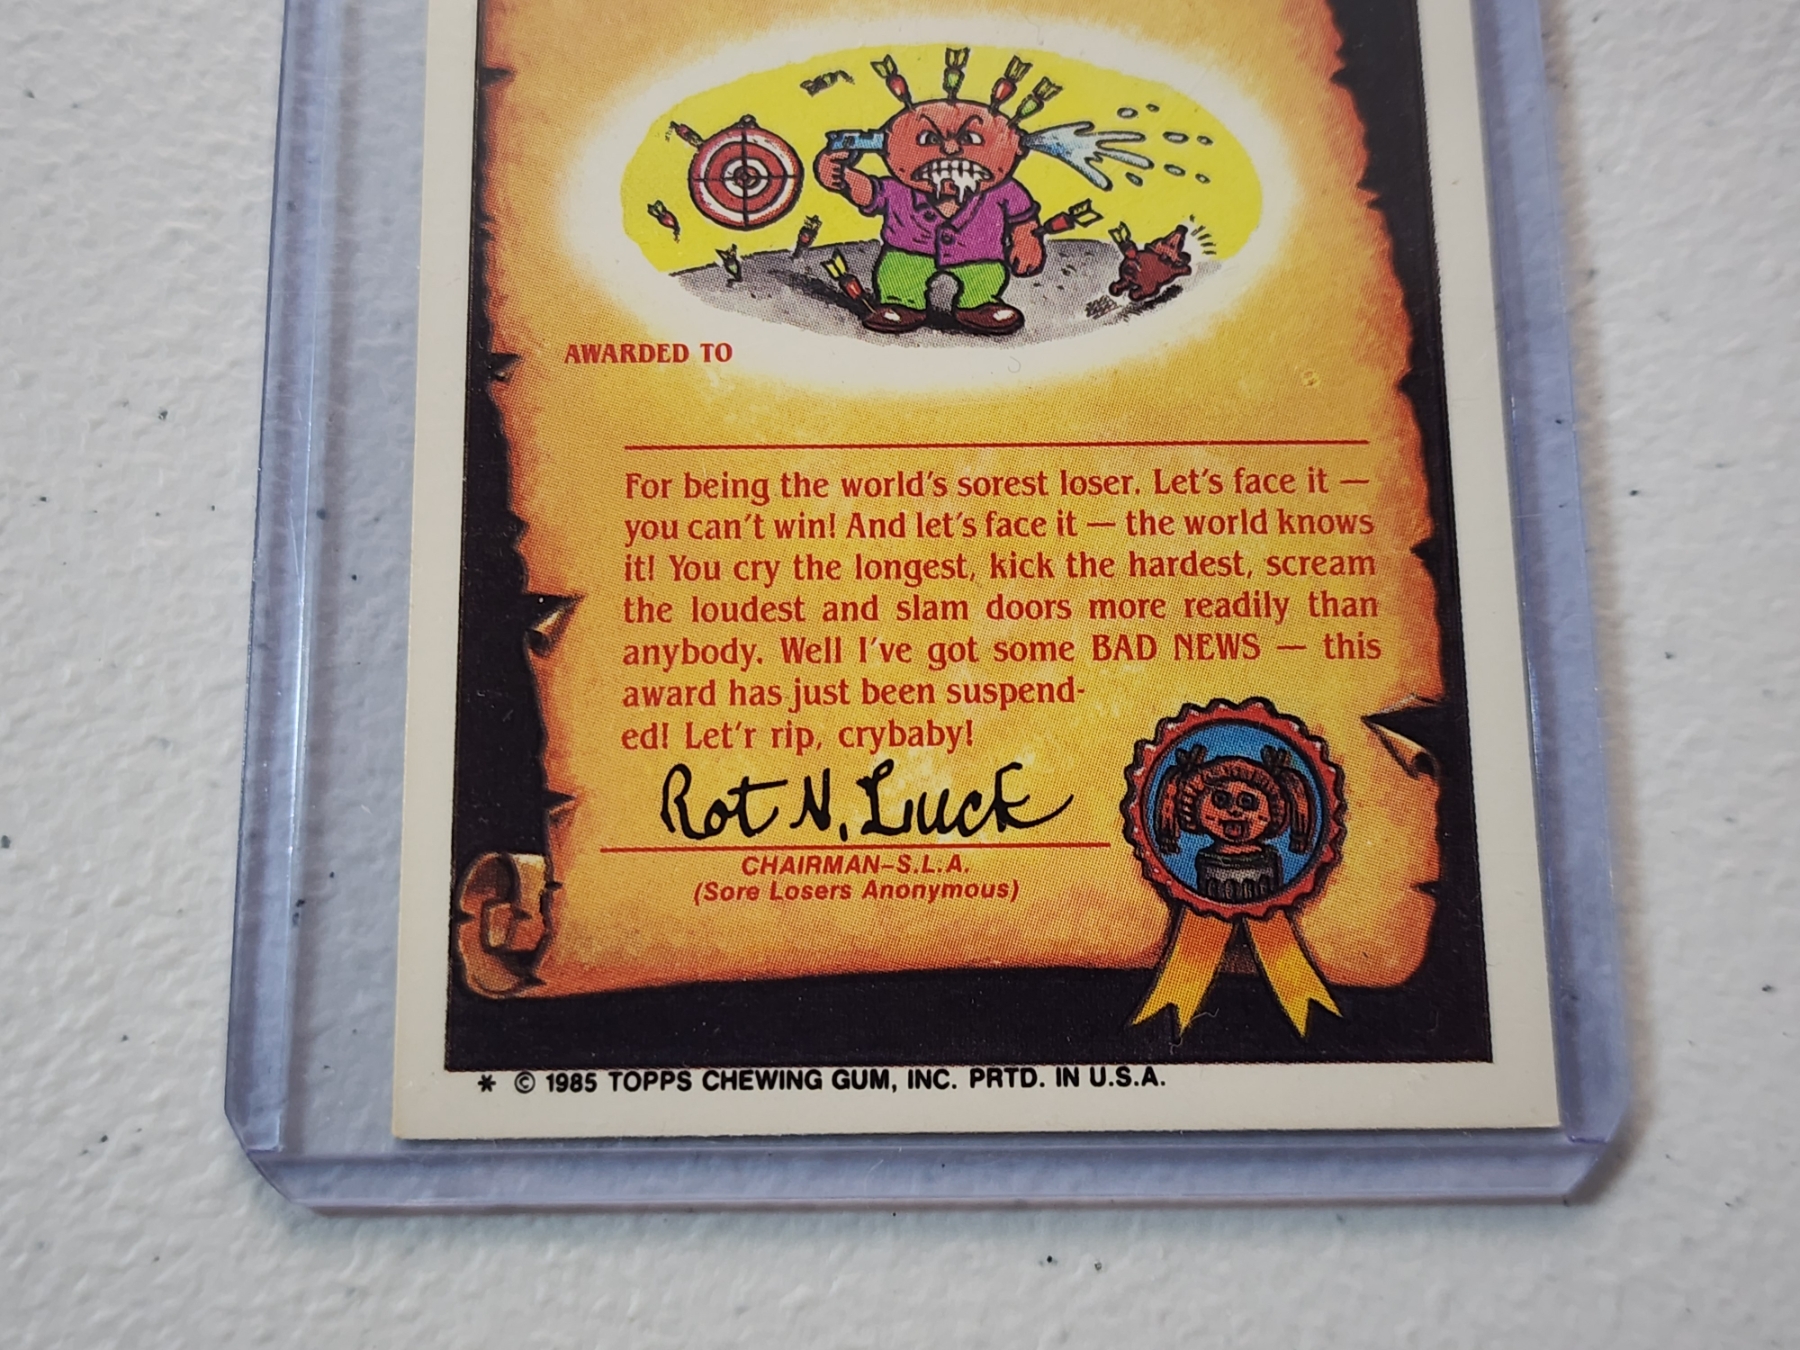 AWARDED TO
For being the world's sorest loser. Let's face it —
you can't win! And let's face it — the world knows
it! You cry the longest, kick the hardest, scream
the loudest and slam doors more readily than
anybody. Well I've got some BAD NEWS — this
award has just been suspend-
ed! Let'r rip, crybaby!
Rot N. Luck
CHAIRMAN–S.L.A.
(Sore Losers Anonymous)
* © 1985 TOPPS CHEWING GUM, INC. PRTD. IN U.S.A.